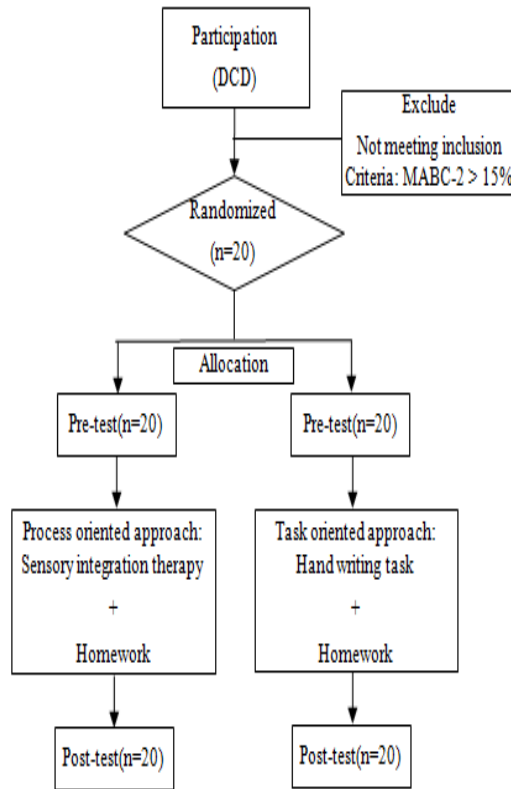 Participation
(DCD)
Exclude
Not meeting inclusion
Criteria: MABC-2 > 15%
Randomized
(n=20)
Allocation
Pre-test(n=20)
Pre-test(n=20)
Process oriented approach:
Sensory integration therapy
+
Homework
Task oriented approach:
Hand writing task
+
Homework
Post-test(n=20)
Post-test(n=20)